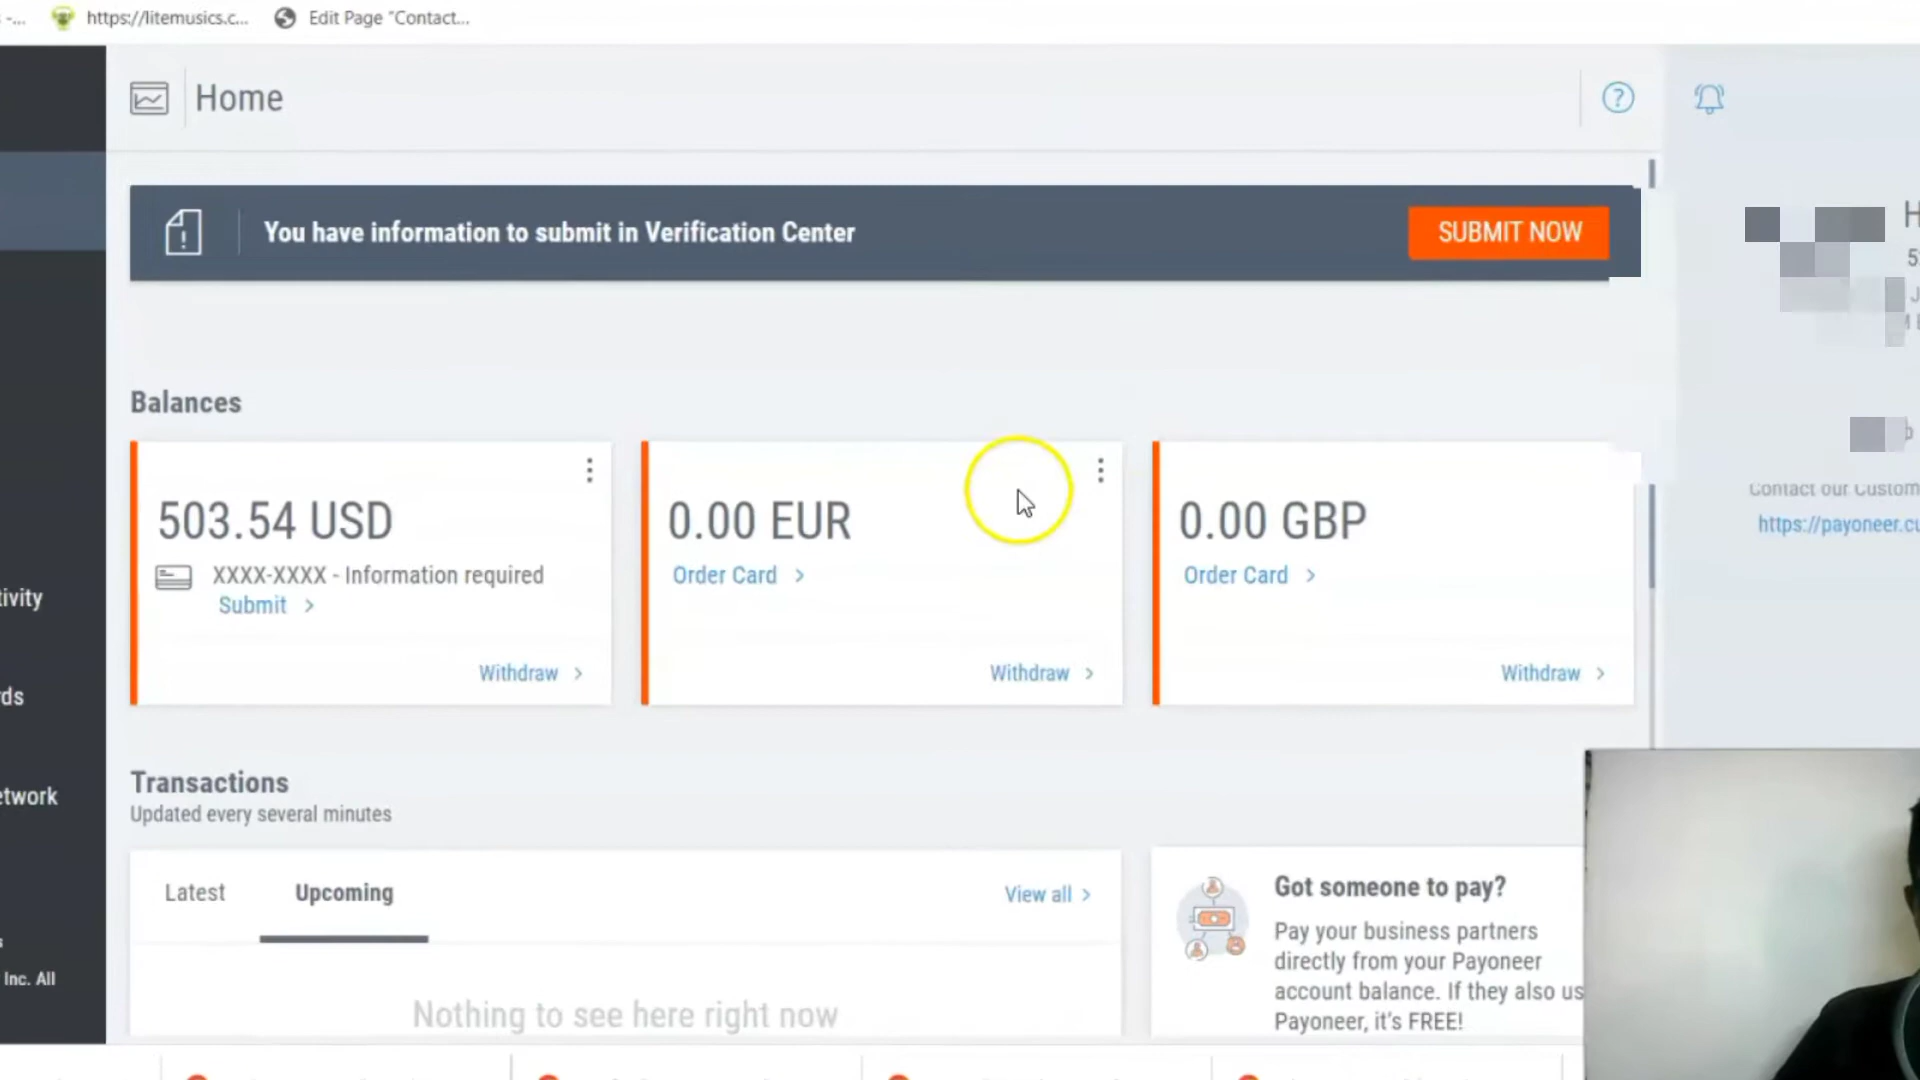 https://litemusics.c...
Edit Page "Contact...
Home
You have information to submit in Verification Center
SUBMIT NOW
Balances
503.54 USD
XXXX-XXXX - Information required
Submit >
Withdraw >
0.00 EUR
Order Card >
Withdraw >
0.00 GBP
Order Card >
Withdraw >
Contact our Custom
https://payoneer.cu
tivity
rds
etwork
Inc. All
Transactions
Updated every several minutes
Latest
Upcoming
View all >
Nothing to see here right now
Got someone to pay?
Pay your business partners
directly from your Payoneer
account balance. If they also us
Payoneer, it's FREE!